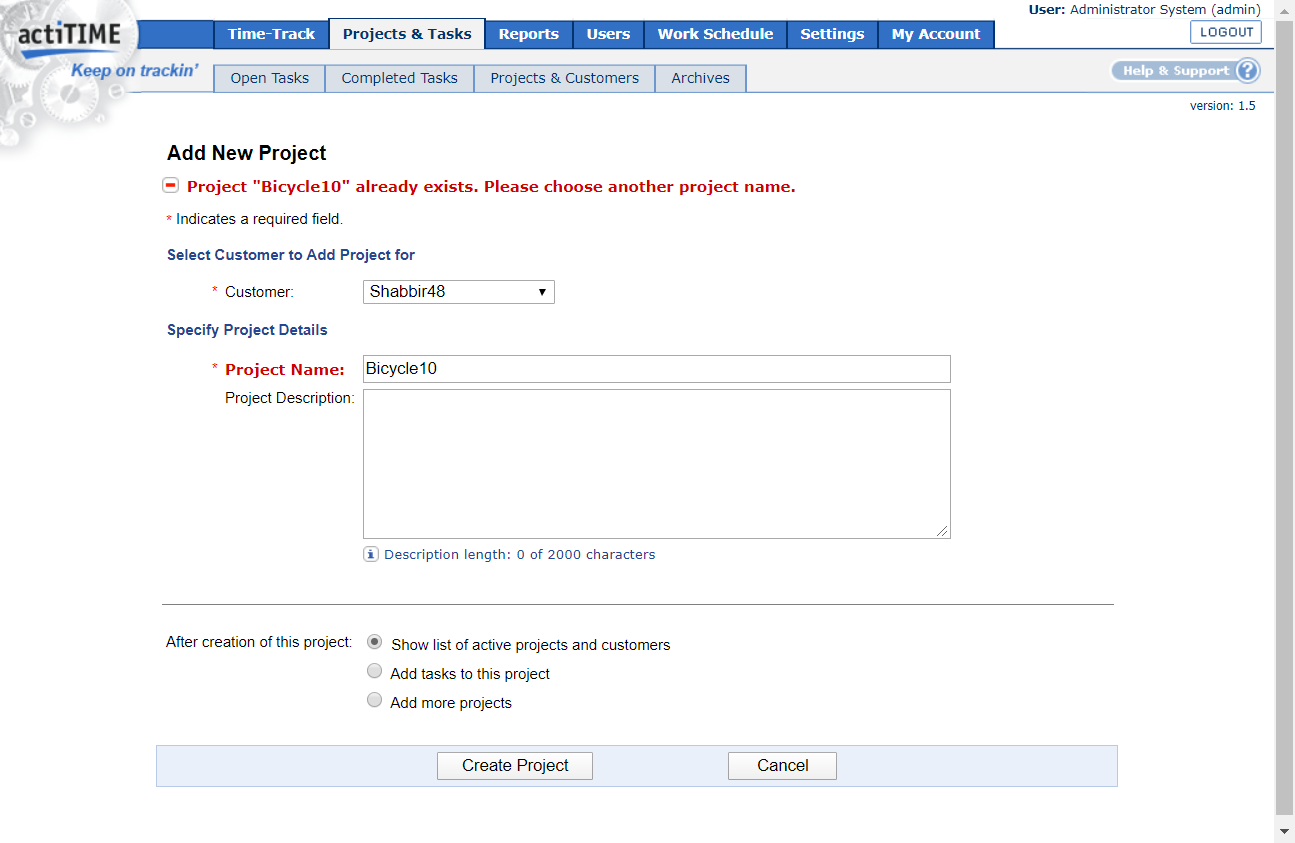 User: Administrator System (admin)
actiTIME
Time-Track Projects & Tasks Reports Users Work Schedule Settings My Account LOGOUT
Keep on trackin'
Open Tasks Completed Tasks Projects & Customers Archives Help & Support ?
version: 1.5
Add New Project
Project "Bicycle10" already exists. Please choose another project name.
* Indicates a required field.
Select Customer to Add Project for
* Customer: Shabbir48
Specify Project Details
* Project Name: Bicycle10
Project Description:
Description length: 0 of 2000 characters
After creation of this project: Show list of active projects and customers
Add tasks to this project
Add more projects
Create Project Cancel